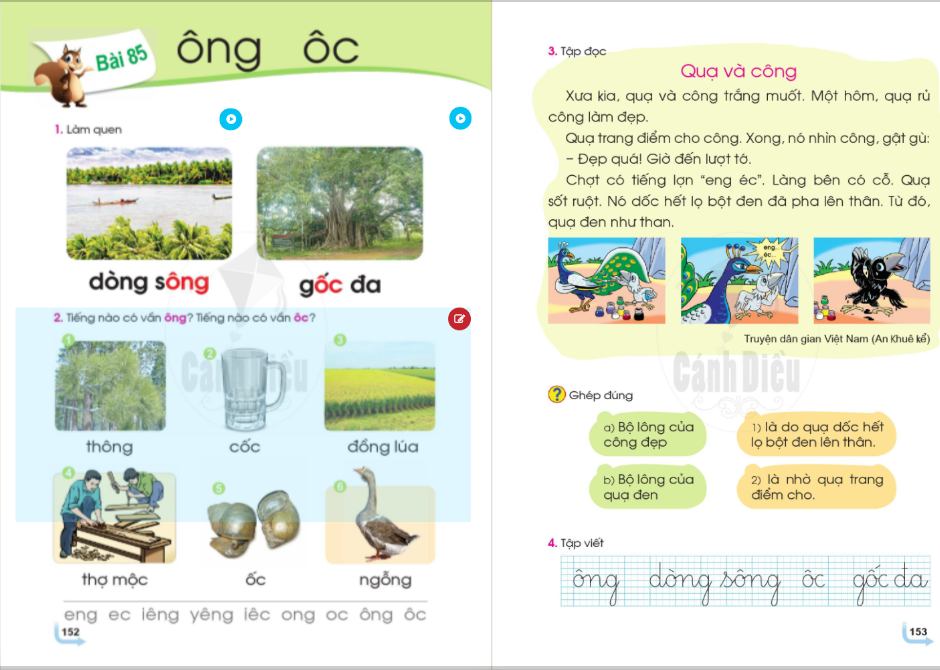 Bài 85
ông ôc
1. Làm quen
dòng sông
gốc đa
2. Tiếng nào có vần ông? Tiếng nào có vần ôc?
1
2
3
thông
cốc
đồng lúa
4
5
6
thợ mộc
ốc
ngỗng
eng ec iêng yêng iêc ong oc ông ôc
152
Cánh Diều
3. Tập đọc
Quạ và công
Xưa kia, quạ và công trắng muốt. Một hôm, quạ rủ
công làm đẹp.
Quạ trang điểm cho công. Xong, nó nhìn công, gật gù:
– Đẹp quá! Giờ đến lượt tớ.
Chợt có tiếng lợn “eng éc”. Làng bên có cỗ. Quạ
sốt ruột. Nó dốc hết lọ bột đen đã pha lên thân. Từ đó,
quạ đen như than.
eng
éc...
Truyện dân gian Việt Nam (An Khuê kể)
Cánh Diều
? Ghép đúng
a) Bộ lông của
công đẹp
1) là do quạ dốc hết
lọ bột đen lên thân.
b) Bộ lông của
quạ đen
2) là nhờ quạ trang
điểm cho.
4. Tập viết
ông dòng sông ôc gốc đa
153